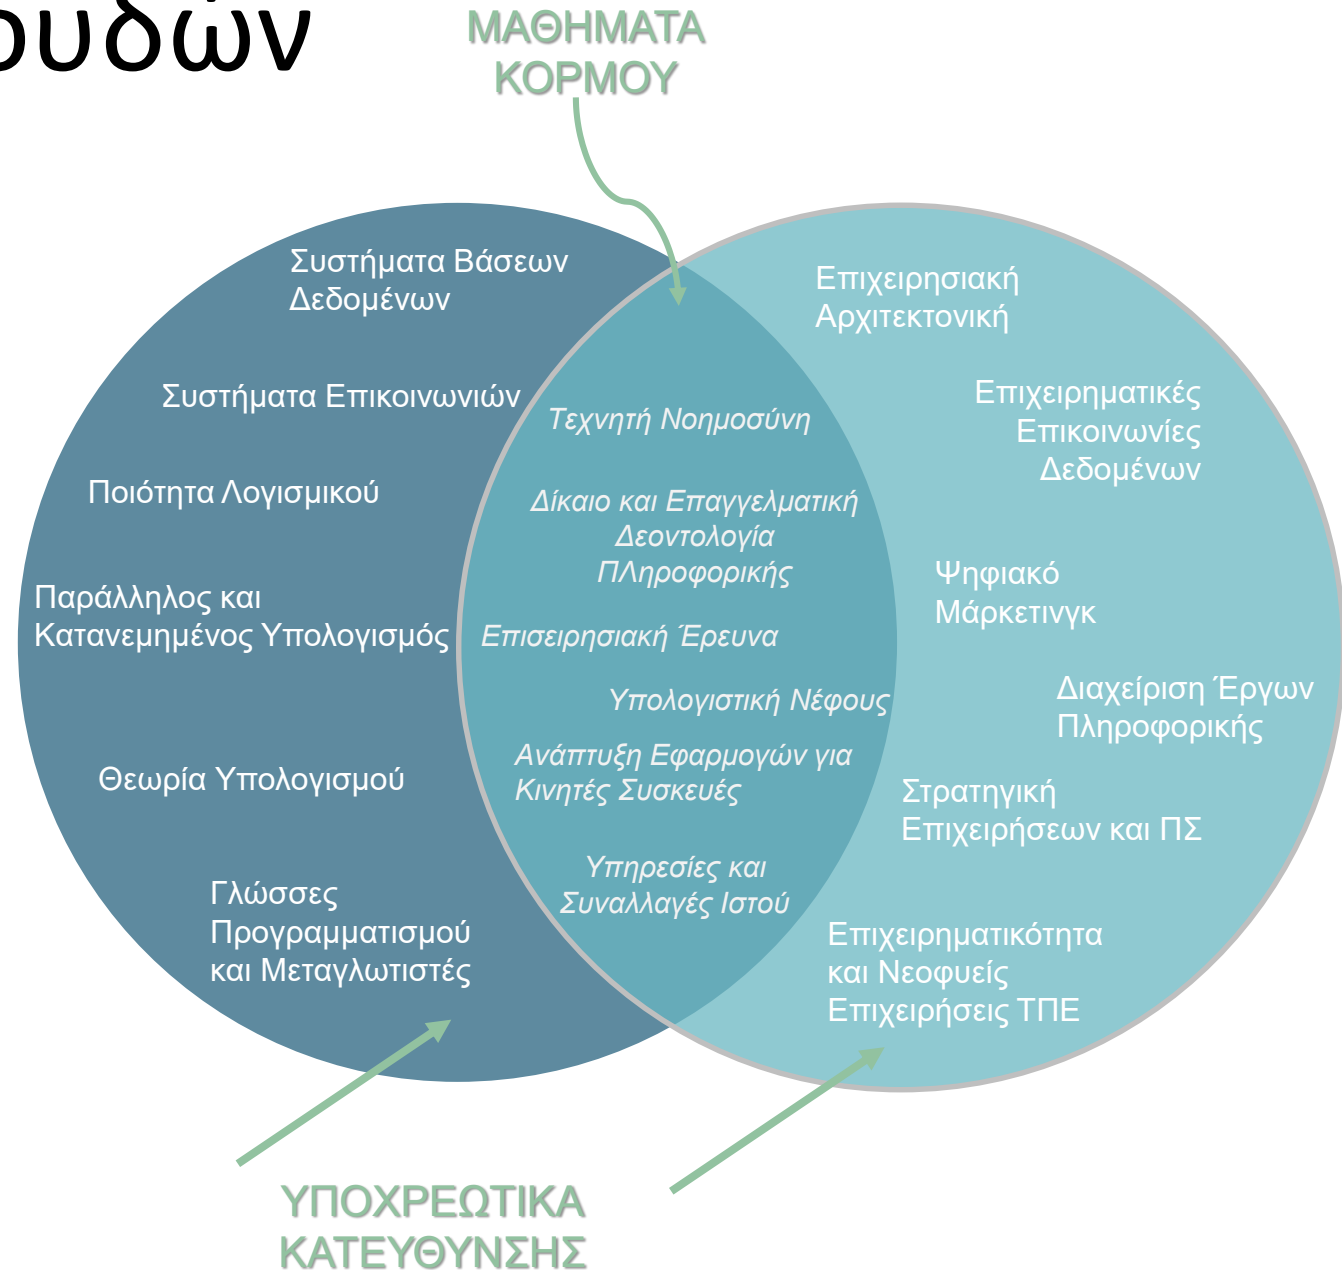 ΜΑΘΗΜΑΤΑ
ΚΟΡΜΟΥ
Συστήματα Βάσεων
Δεδομένων
Συστήματα Επικοινωνιών
Ποιότητα Λογισμικού
Παράλληλος και
Κατανεμημένος Υπολογισμός
Θεωρία Υπολογισμού
Γλώσσες
Προγραμματισμού
και Μεταγλωτιστές
Τεχνητή Νοημοσύνη
Δίκαιο και Επαγγελματική
Δεοντολογία
ΠΛηροφορικής
Επισειρησιακή Έρευνα
Υπολογιστική Νέφους
Ανάπτυξη Εφαρμογών για
Κινητές Συσκευές
Υπηρεσίες και
Συναλλαγές Ιστού
Επιχειρησιακή
Αρχιτεκτονική
Επιχειρηματικές
Επικοινωνίες
Δεδομένων
Ψηφιακό
Μάρκετινγκ
Διαχείριση Έργων
Πληροφορικής
Στρατηγική
Επιχειρήσεων και ΠΣ
Επιχειρηματικότητα
και Νεοφυείς
Επιχειρήσεις ΤΠΕ
ΥΠΟΧΡΕΩΤΙΚΑ
ΚΑΤΕΥΘΥΝΣΗΣ